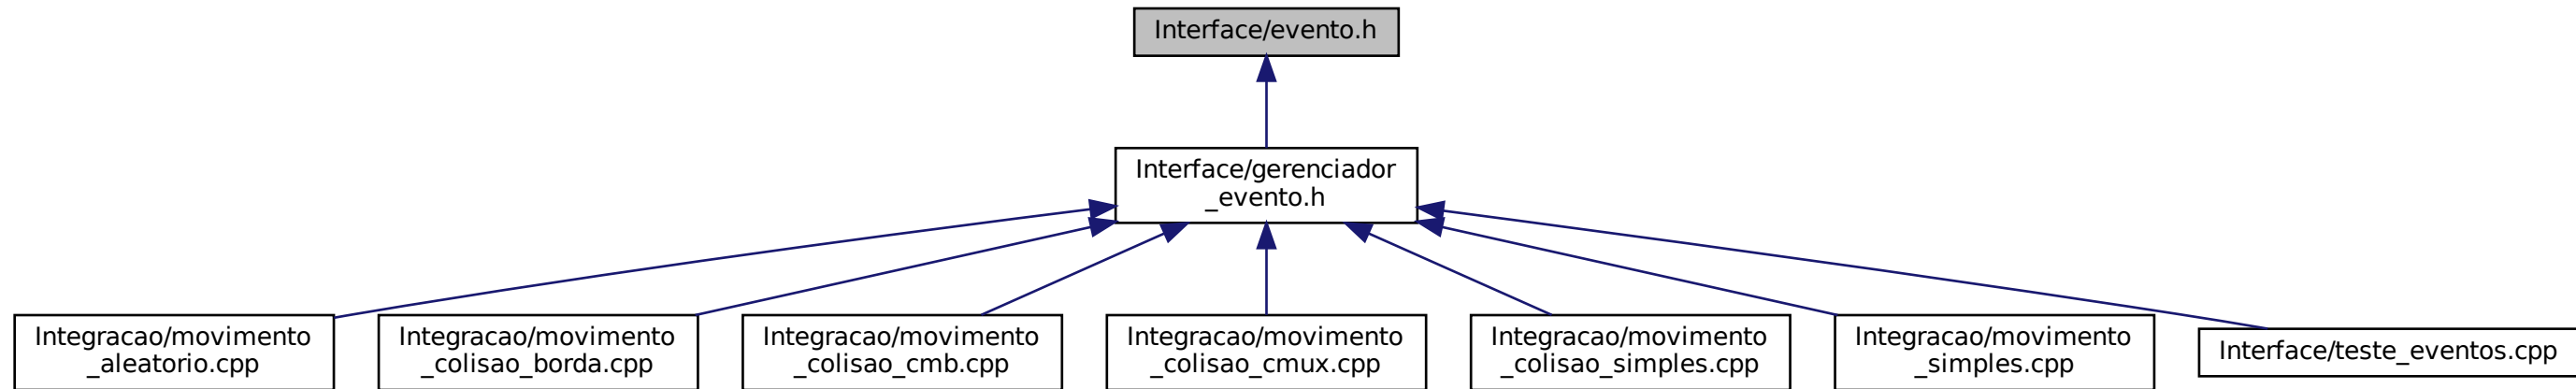 Interface/evento.h
Interface/gerenciador
_evento.h
Integracao/movimento
_aleatorio.cpp
Integracao/movimento
_colisao_borda.cpp
Integracao/movimento
_colisao_cmb.cpp
Integracao/movimento
_colisao_cmux.cpp
Integracao/movimento
_colisao_simples.cpp
Integracao/movimento
_simples.cpp
Interface/teste_eventos.cpp